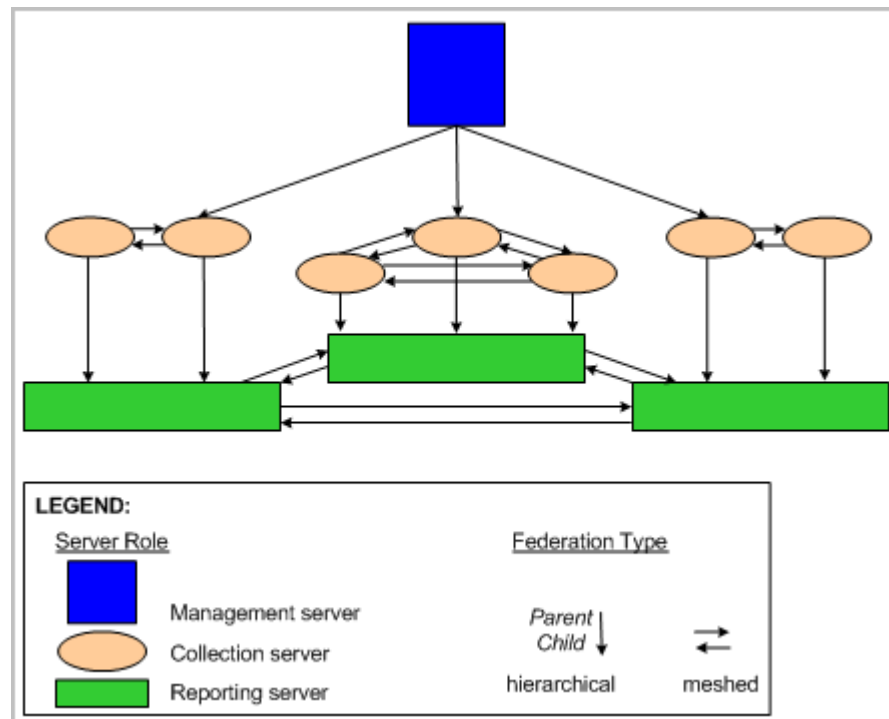 LEGEND:
Server Role
Federation Type
Management server
Collection server
Reporting server
Parent
Child
hierarchical
meshed